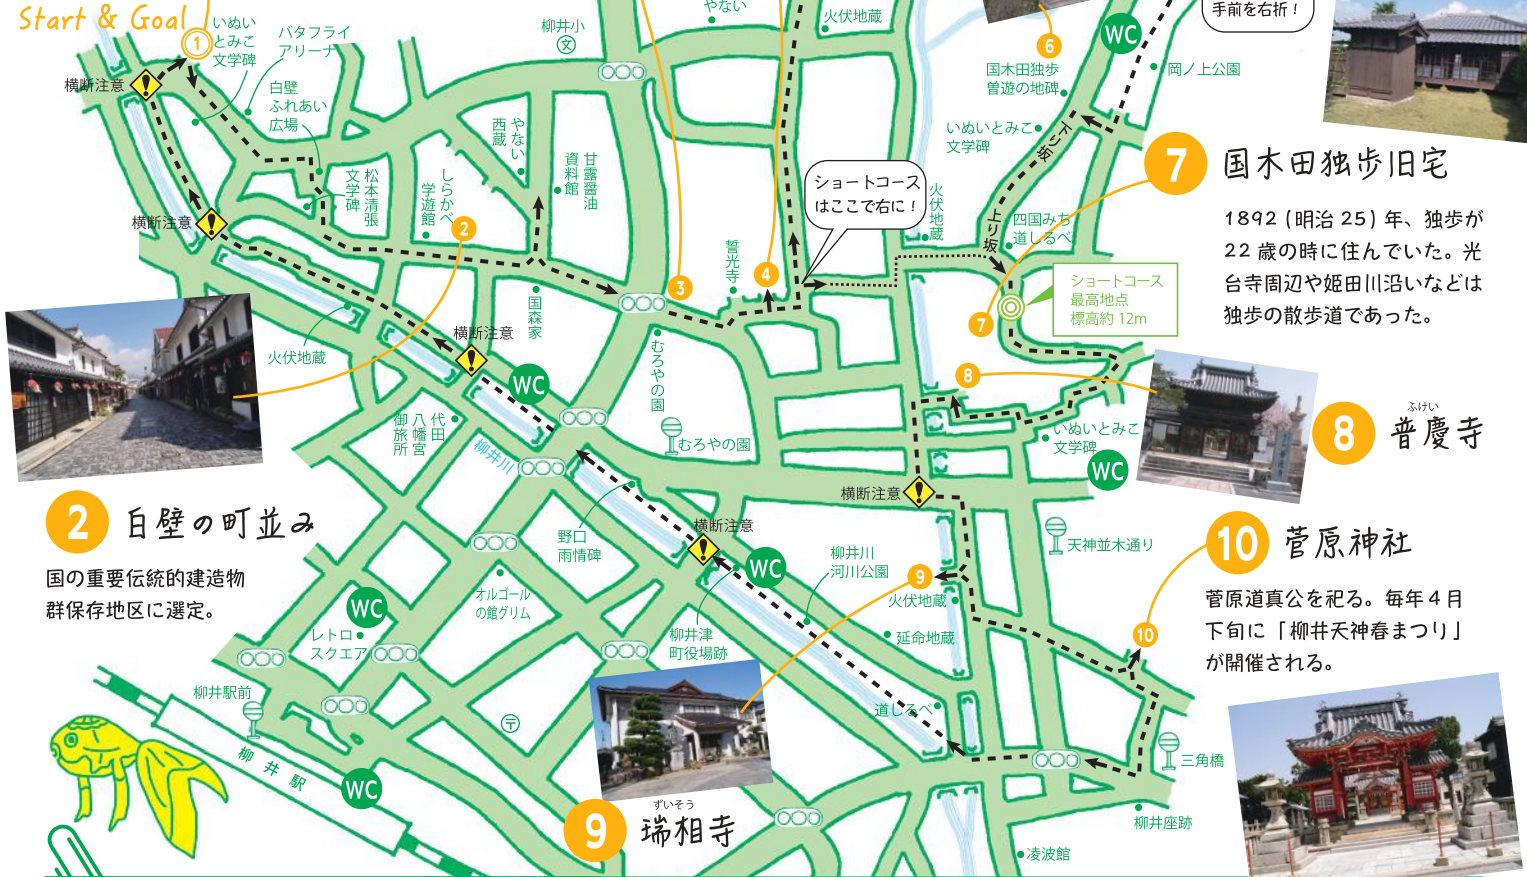 Start & Goal
1
いぬい
とみこ
文学碑
バタフライ
アリーナ
柳井小
文
やない
火伏地蔵
6
WC
手前を右折！
国木田独歩
曽遊の地碑
岡ノ上公園
横断注意
白壁
ふれあい
広場
やない
西蔵
甘露醤油
資料館
いぬいとみこ
文学碑
下り坂
7
国木田独歩旧宅
1892（明治25）年、独歩が
22歳の時に住んでいた。光
台寺周辺や姫田川沿いなどは
独歩の散歩道であった。
松本清張
文学碑
しらかべ
学遊館
2
ショートコース
はここで右に！
火伏地蔵
上り坂
四国みち
道しるべ
横断注意
誓光寺
3
4
国森家
ショートコース
最高地点
標高約12m
7
火伏地蔵
横断注意
むろやの園
WC
8
8
ふけい
普慶寺
代田
八幡宮
御旅所
柳井川
むろやの園
いぬいとみこ
文学碑
WC
横断注意
2
白壁の町並み
国の重要伝統的建造物
群保存地区に選定。
横断注意
野口
雨情碑
天神並木通り
10
菅原神社
菅原道真公を祀る。毎年4月
下旬に「柳井天神春まつり」
が開催される。
オルゴール
の館グリム
WC
柳井川
河川公園
9
火伏地蔵
延命地蔵
10
WC
レトロ
スクエア
柳井津
町役場跡
柳井駅前
道しるべ
〒
柳井駅
WC
三角橋
9
ずいそう
瑞相寺
柳井座跡
凌波館